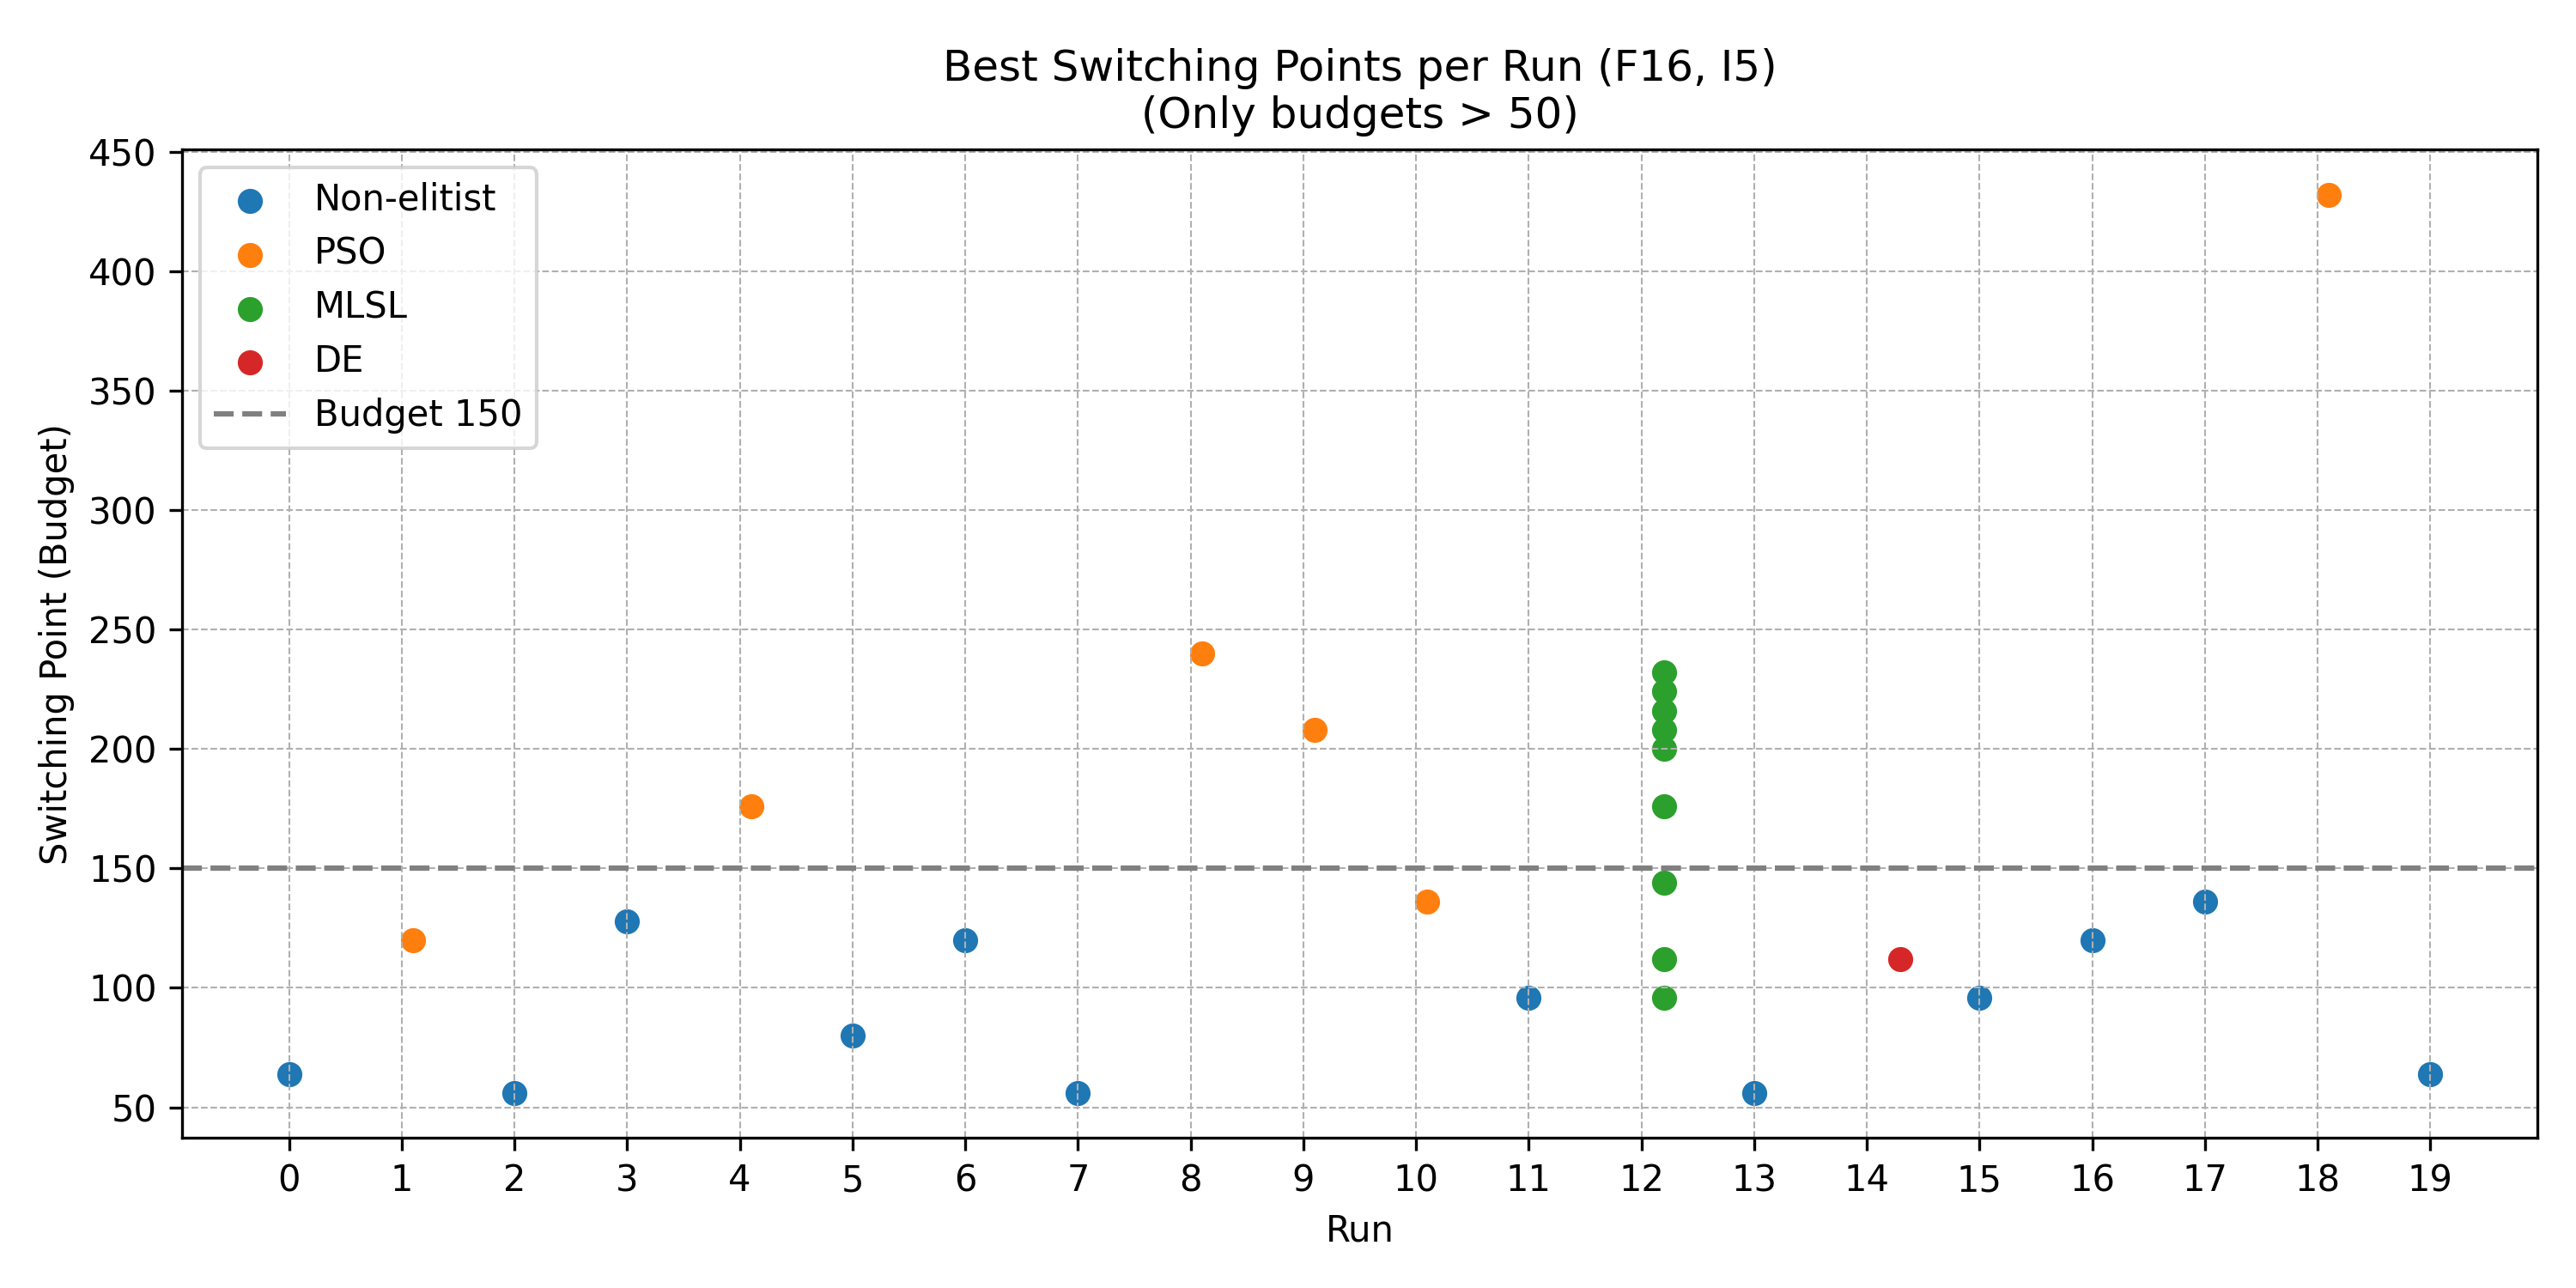 Best Switching Points per Run (F16, I5)
(Only budgets > 50)
Switching Point (Budget)
450
400
350
300
250
200
150
100
50
Non-elitist
PSO
MLSL
DE
Budget 150
0 1 2 3 4 5 6 7 8 9 10 11 12 13 14 15 16 17 18 19
Run